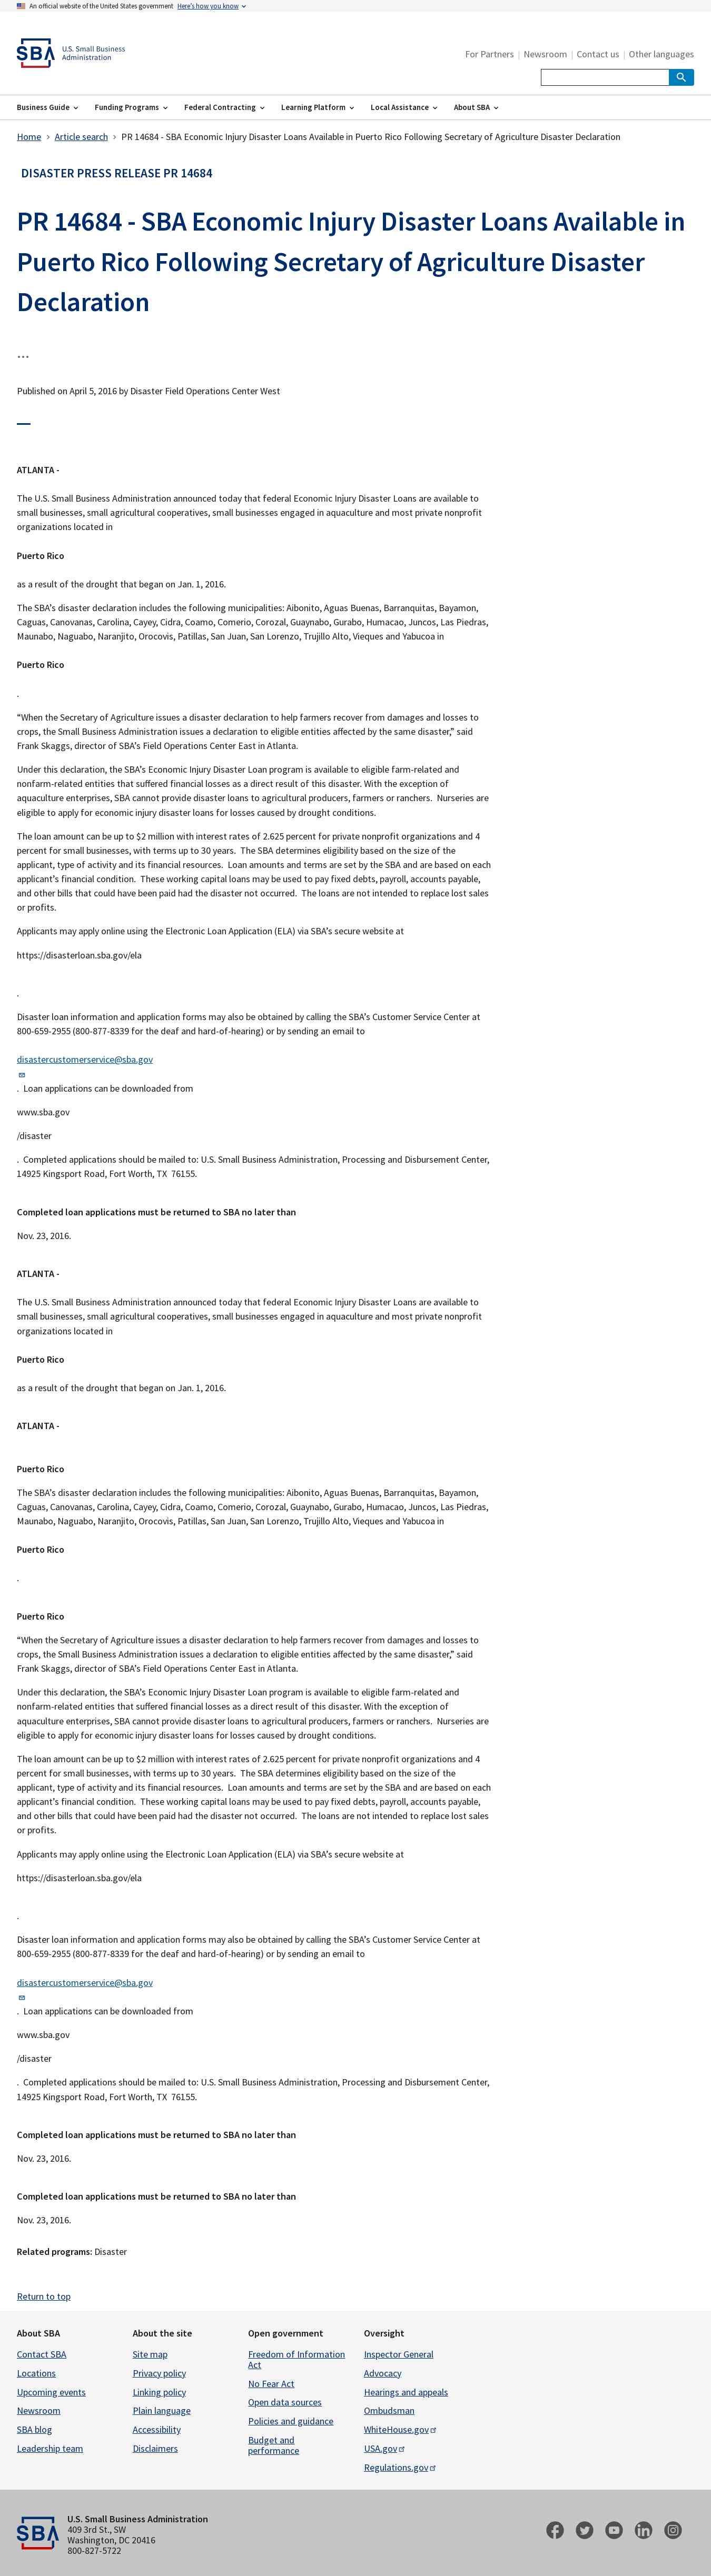 An official website of the United States government Here's how you know
SBA U.S. Small Business
Administration
For Partners | Newsroom | Contact us | Other languages
Business Guide Funding Programs Federal Contracting Learning Platform Local Assistance About SBA
Home > Article search > PR 14684 - SBA Economic Injury Disaster Loans Available in Puerto Rico Following Secretary of Agriculture Disaster Declaration
DISASTER PRESS RELEASE PR 14684
PR 14684 - SBA Economic Injury Disaster Loans Available in
Puerto Rico Following Secretary of Agriculture Disaster
Declaration
...
Published on April 5, 2016 by Disaster Field Operations Center West
ATLANTA -
The U.S. Small Business Administration announced today that federal Economic Injury Disaster Loans are available to
small businesses, small agricultural cooperatives, small businesses engaged in aquaculture and most private nonprofit
organizations located in
Puerto Rico
as a result of the drought that began on Jan. 1, 2016.
The SBA's disaster declaration includes the following municipalities: Aibonito, Aguas Buenas, Barranquitas, Bayamon,
Caguas, Canovanas, Carolina, Cayey, Cidra, Coamo, Comerio, Corozal, Guaynabo, Gurabo, Humacao, Juncos, Las Piedras,
Maunabo, Naguabo, Naranjito, Orocovis, Patillas, San Juan, San Lorenzo, Trujillo Alto, Vieques and Yabucoa in
Puerto Rico
.
“When the Secretary of Agriculture issues a disaster declaration to help farmers recover from damages and losses to
crops, the Small Business Administration issues a declaration to eligible entities affected by the same disaster,” said
Frank Skaggs, director of SBA's Field Operations Center East in Atlanta.
Under this declaration, the SBA's Economic Injury Disaster Loan program is available to eligible farm-related and
nonfarm-related entities that suffered financial losses as a direct result of this disaster. With the exception of
aquaculture enterprises, SBA cannot provide disaster loans to agricultural producers, farmers or ranchers.  Nurseries are
eligible to apply for economic injury disaster loans for losses caused by drought conditions.
The loan amount can be up to $2 million with interest rates of 2.625 percent for private nonprofit organizations and 4
percent for small businesses, with terms up to 30 years.  The SBA determines eligibility based on the size of the
applicant, type of activity and its financial resources.  Loan amounts and terms are set by the SBA and are based on each
applicant's financial condition.  These working capital loans may be used to pay fixed debts, payroll, accounts payable,
and other bills that could have been paid had the disaster not occurred.  The loans are not intended to replace lost sales
or profits.
Applicants may apply online using the Electronic Loan Application (ELA) via SBA's secure website at
https://disasterloan.sba.gov/ela
.
Disaster loan information and application forms may also be obtained by calling the SBA's Customer Service Center at
800-659-2955 (800-877-8339 for the deaf and hard-of-hearing) or by sending an email to
disastercustomerservice@sba.gov
.  Loan applications can be downloaded from
www.sba.gov
/disaster
.  Completed applications should be mailed to: U.S. Small Business Administration, Processing and Disbursement Center,
14925 Kingsport Road, Fort Worth, TX  76155.
Completed loan applications must be returned to SBA no later than
Nov. 23, 2016.
ATLANTA -
The U.S. Small Business Administration announced today that federal Economic Injury Disaster Loans are available to
small businesses, small agricultural cooperatives, small businesses engaged in aquaculture and most private nonprofit
organizations located in
Puerto Rico
as a result of the drought that began on Jan. 1, 2016.
ATLANTA -
Puerto Rico
The SBA's disaster declaration includes the following municipalities: Aibonito, Aguas Buenas, Barranquitas, Bayamon,
Caguas, Canovanas, Carolina, Cayey, Cidra, Coamo, Comerio, Corozal, Guaynabo, Gurabo, Humacao, Juncos, Las Piedras,
Maunabo, Naguabo, Naranjito, Orocovis, Patillas, San Juan, San Lorenzo, Trujillo Alto, Vieques and Yabucoa in
Puerto Rico
.
Puerto Rico
“When the Secretary of Agriculture issues a disaster declaration to help farmers recover from damages and losses to
crops, the Small Business Administration issues a declaration to eligible entities affected by the same disaster,” said
Frank Skaggs, director of SBA's Field Operations Center East in Atlanta.
Under this declaration, the SBA's Economic Injury Disaster Loan program is available to eligible farm-related and
nonfarm-related entities that suffered financial losses as a direct result of this disaster. With the exception of
aquaculture enterprises, SBA cannot provide disaster loans to agricultural producers, farmers or ranchers.  Nurseries are
eligible to apply for economic injury disaster loans for losses caused by drought conditions.
The loan amount can be up to $2 million with interest rates of 2.625 percent for private nonprofit organizations and 4
percent for small businesses, with terms up to 30 years.  The SBA determines eligibility based on the size of the
applicant, type of activity and its financial resources.  Loan amounts and terms are set by the SBA and are based on each
applicant's financial condition.  These working capital loans may be used to pay fixed debts, payroll, accounts payable,
and other bills that could have been paid had the disaster not occurred.  The loans are not intended to replace lost sales
or profits.
Applicants may apply online using the Electronic Loan Application (ELA) via SBA's secure website at
https://disasterloan.sba.gov/ela
.
Disaster loan information and application forms may also be obtained by calling the SBA's Customer Service Center at
800-659-2955 (800-877-8339 for the deaf and hard-of-hearing) or by sending an email to
disastercustomerservice@sba.gov
.  Loan applications can be downloaded from
www.sba.gov
/disaster
.  Completed applications should be mailed to: U.S. Small Business Administration, Processing and Disbursement Center,
14925 Kingsport Road, Fort Worth, TX  76155.
Completed loan applications must be returned to SBA no later than
Nov. 23, 2016.
Completed loan applications must be returned to SBA no later than
Nov. 23, 2016.
Related programs: Disaster
Return to top
About SBA
Contact SBA
Locations
Upcoming events
Newsroom
SBA blog
Leadership team
About the site
Site map
Privacy policy
Linking policy
Plain language
Accessibility
Disclaimers
Open government
Freedom of Information
Act
No Fear Act
Open data sources
Policies and guidance
Budget and
performance
Oversight
Inspector General
Advocacy
Hearings and appeals
Ombudsman
WhiteHouse.gov
USA.gov
Regulations.gov
SBA
U.S. Small Business Administration
409 3rd St., SW
Washington, DC 20416
800-827-5722